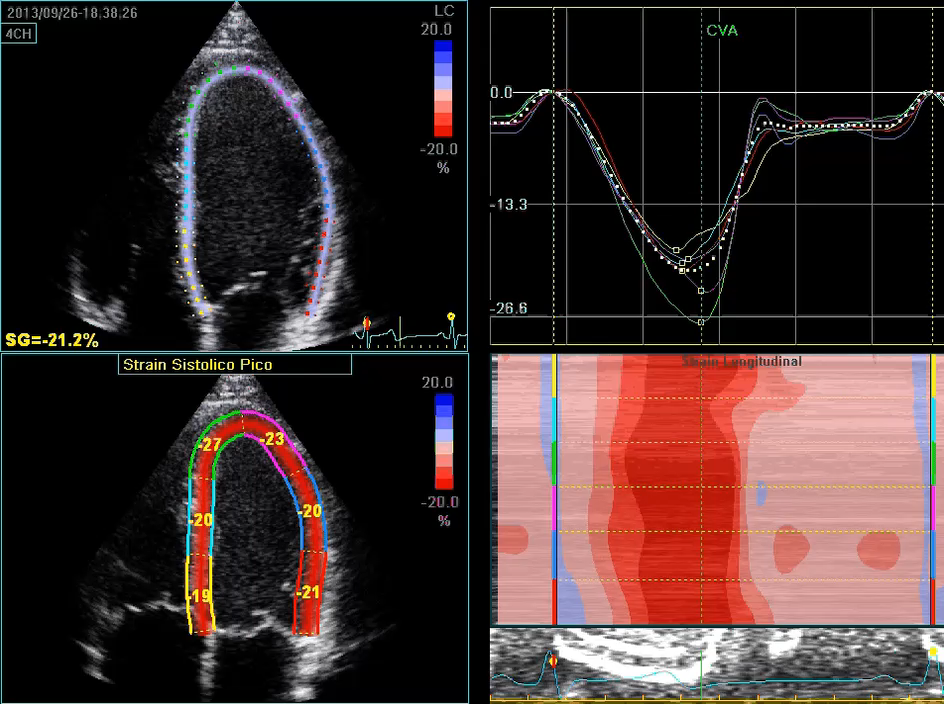 2013/09/26-18:38:26
4CH
LC
20.0
-20.0
%
SG=-21.2%
CVA
0.0
-13.3
-26.6
Strain Sistolico Pico
20.0
-20.0
%
-27
-23
-20
-20
-19
-21
Strain Longitudinal